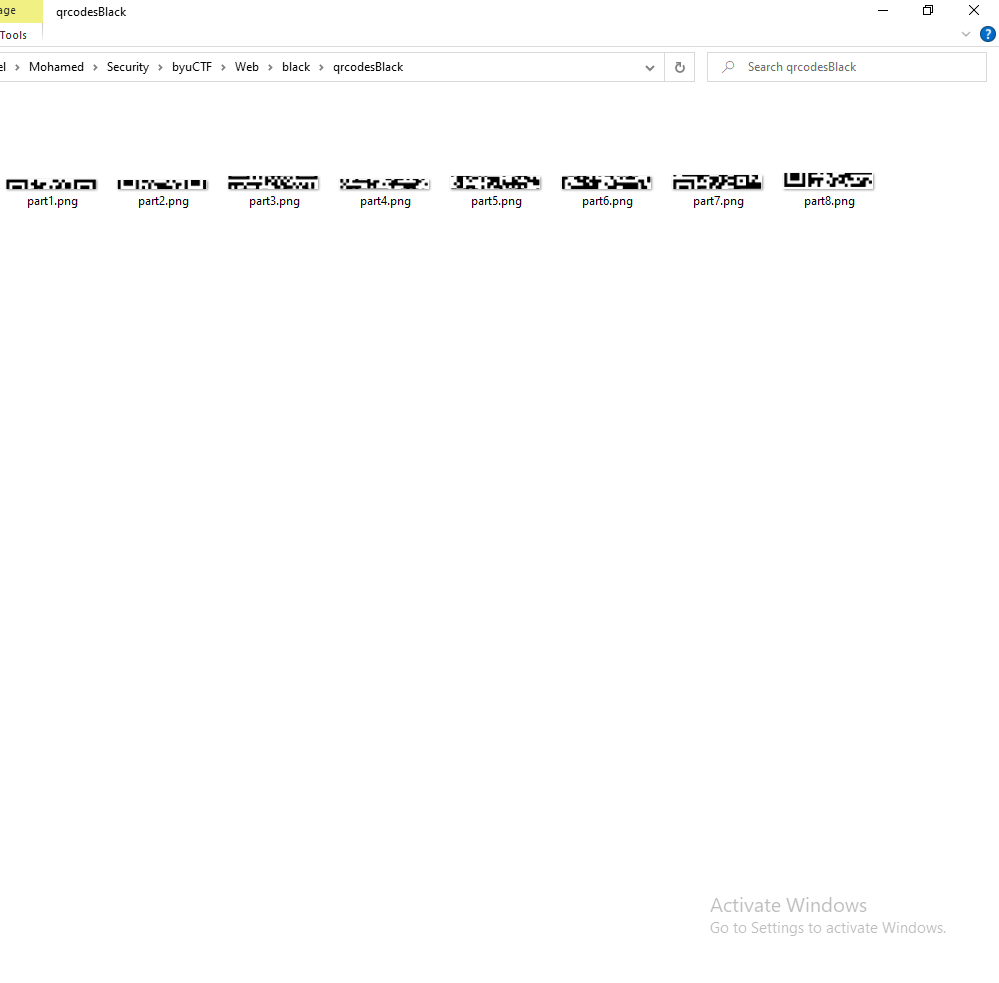 age
qrcodesBlack
Tools
?
el > Mohamed > Security > byuCTF > Web > black > qrcodesBlack
Search qrcodesBlack
part1.png part2.png part3.png part4.png part5.png part6.png part7.png part8.png
Activate Windows
Go to Settings to activate Windows.